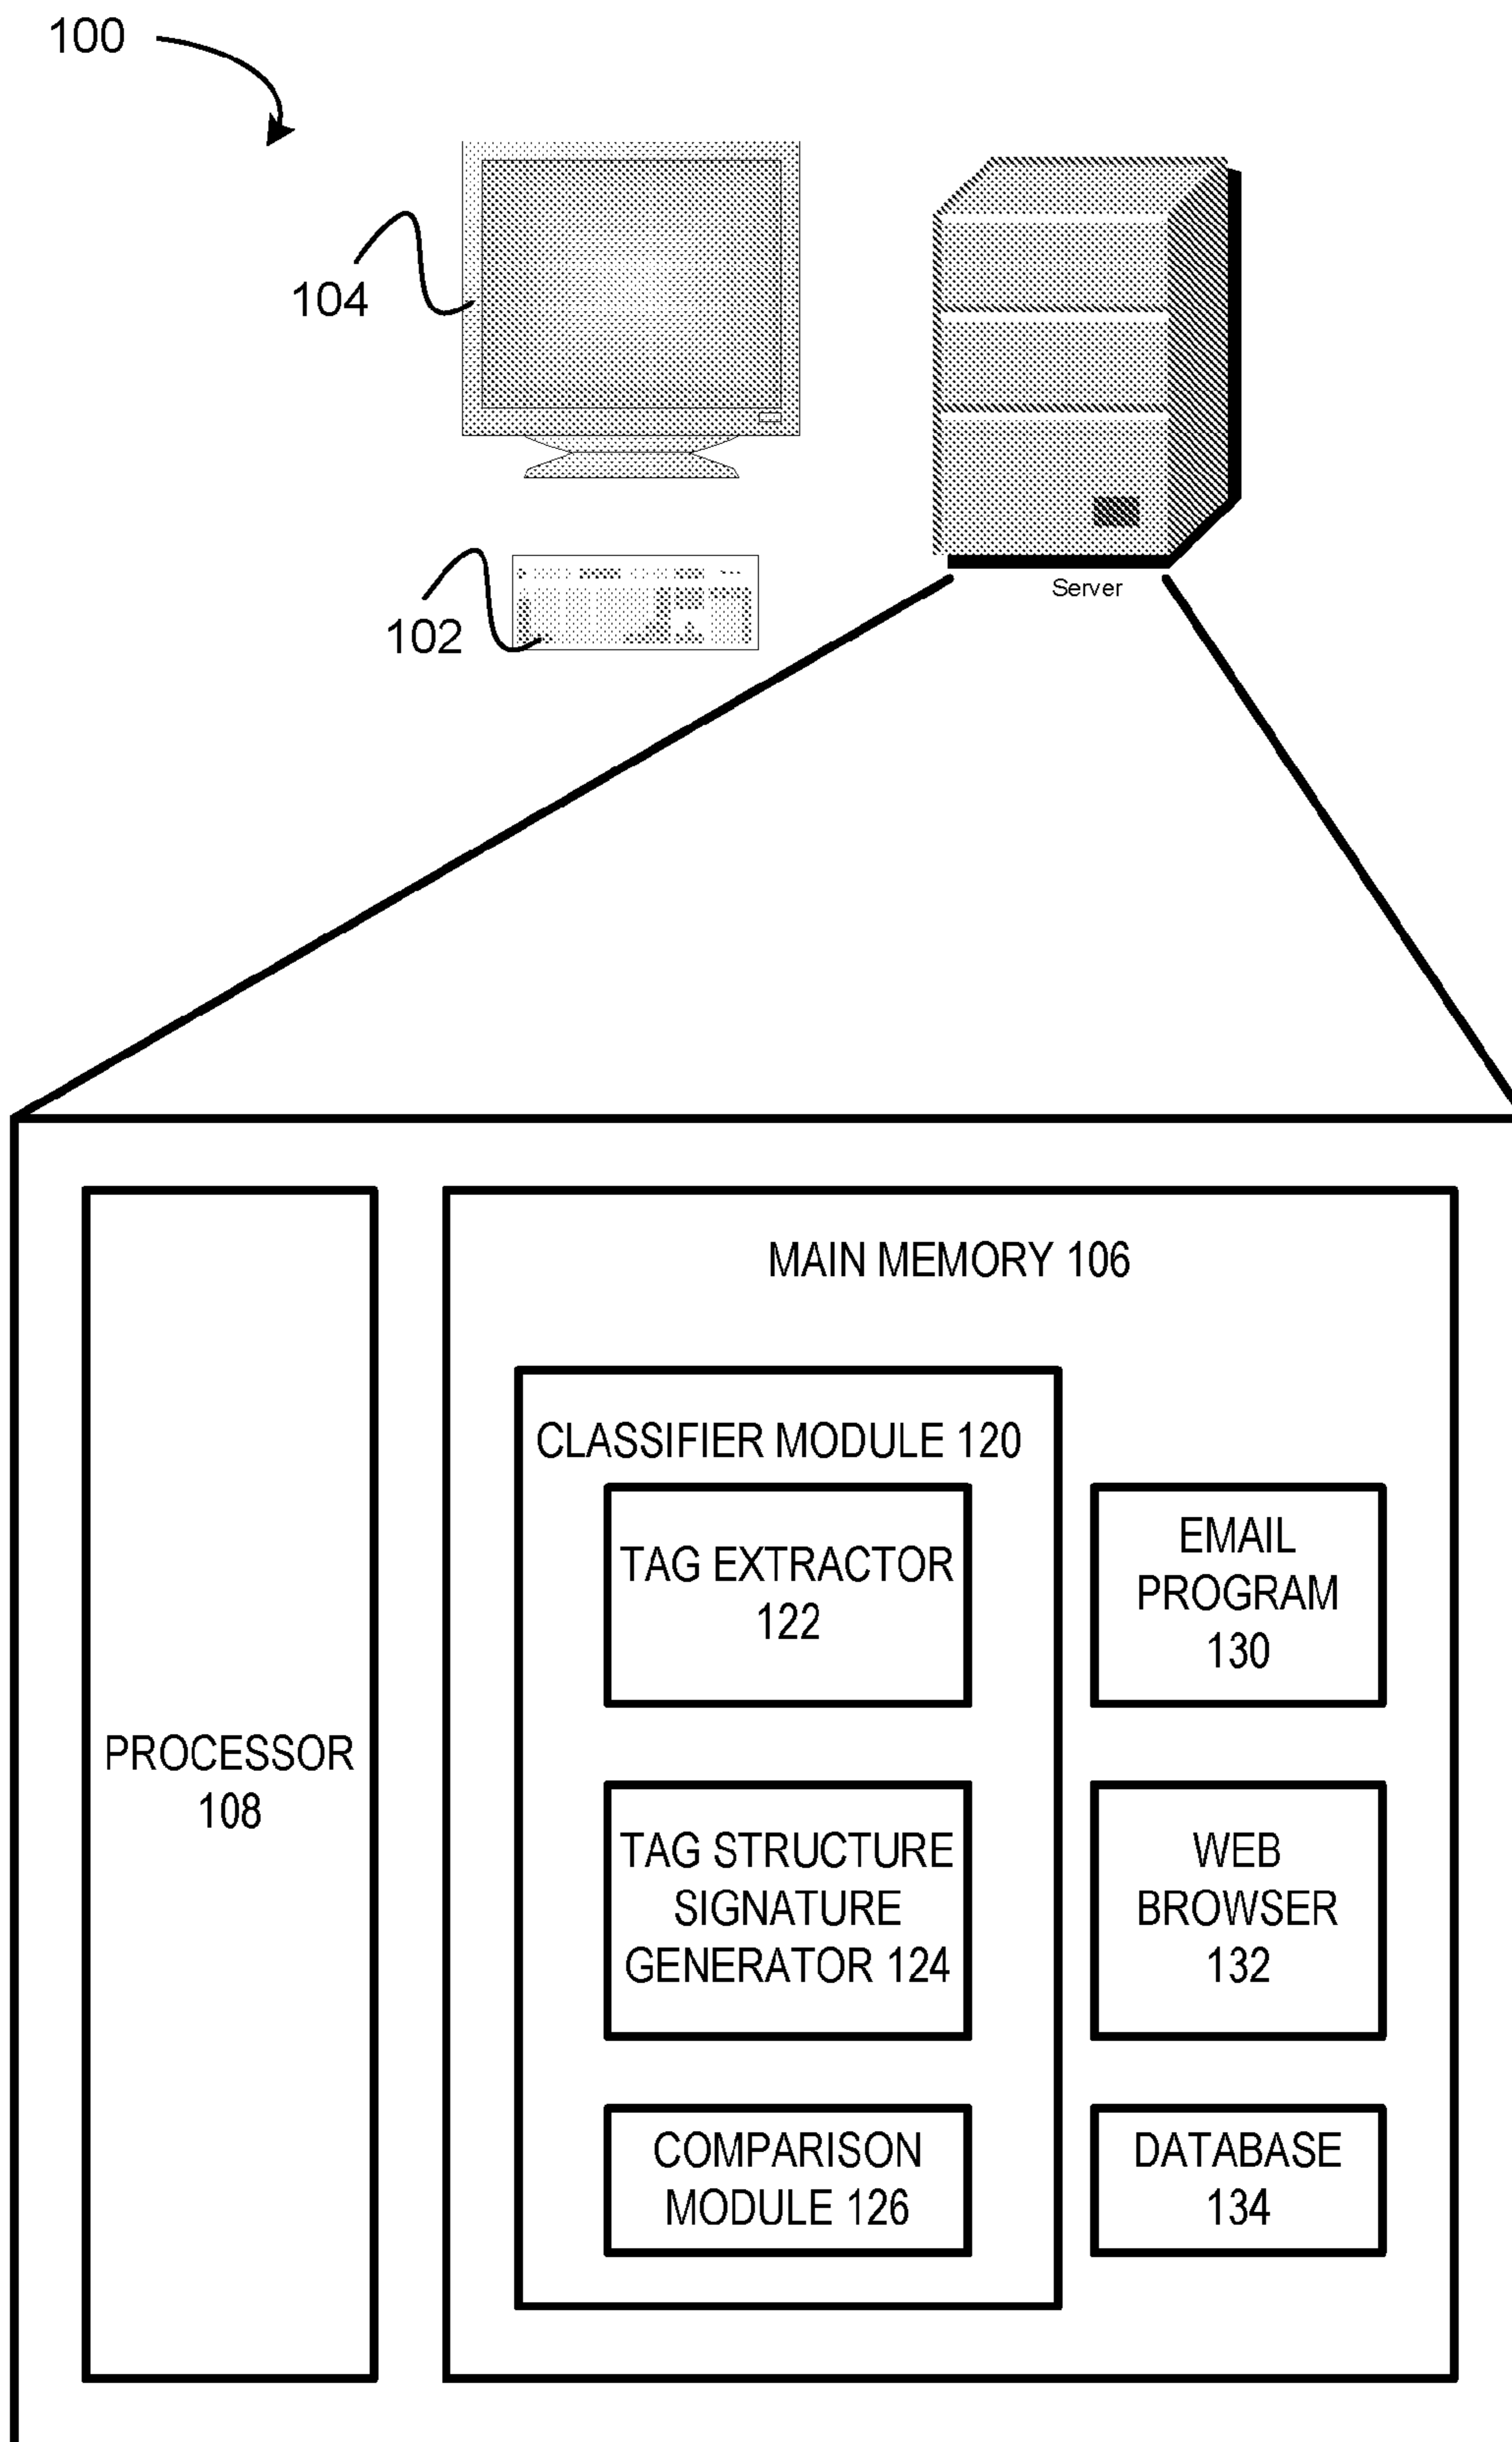 100
104
102
Server
MAIN MEMORY 106
CLASSIFIER MODULE 120
TAG EXTRACTOR
122
EMAIL
PROGRAM
130
PROCESSOR
108
TAG STRUCTURE
SIGNATURE
GENERATOR 124
WEB
BROWSER
132
COMPARISON
MODULE 126
DATABASE
134